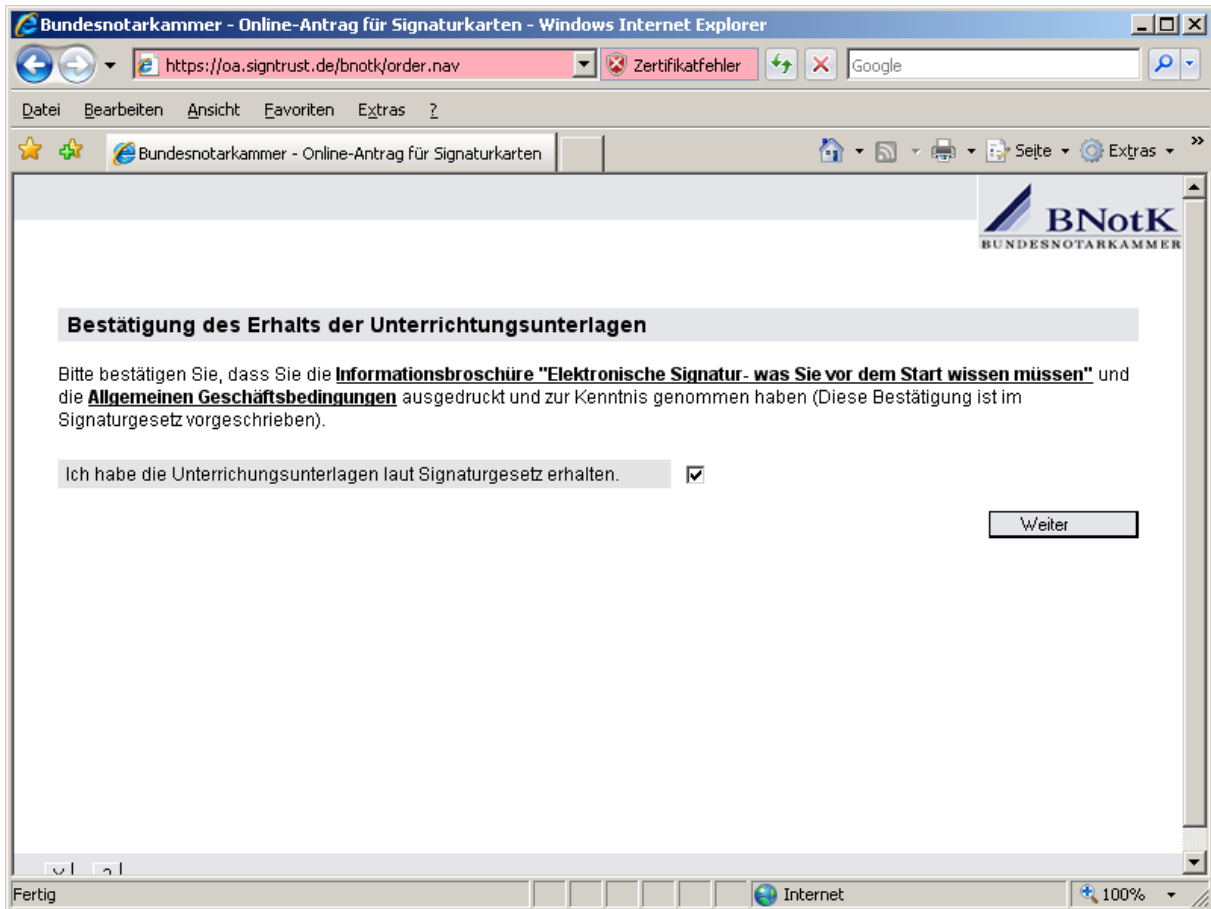 Bundesnotarkammer - Online-Antrag für Signaturkarten - Windows Internet Explorer
https://oa.signtrust.de/bnotk/order.nav
Zertifikatfehler
Google
Datei Bearbeiten Ansicht Favoriten Extras ?
Bundesnotarkammer - Online-Antrag für Signaturkarten
Seite
Extras
»
BNotK
BUNDESNOTARKAMMER
Bestätigung des Erhalts der Unterrichtungsunterlagen
Bitte bestätigen Sie, dass Sie die Informationsbroschüre "Elektronische Signatur- was Sie vor dem Start wissen müssen" und
die Allgemeinen Geschäftsbedingungen ausgedruckt und zur Kenntnis genommen haben (Diese Bestätigung ist im
Signaturgesetz vorgeschrieben).
Ich habe die Unterrichungsunterlagen laut Signaturgesetz erhalten.
Weiter
Fertig
Internet
100%